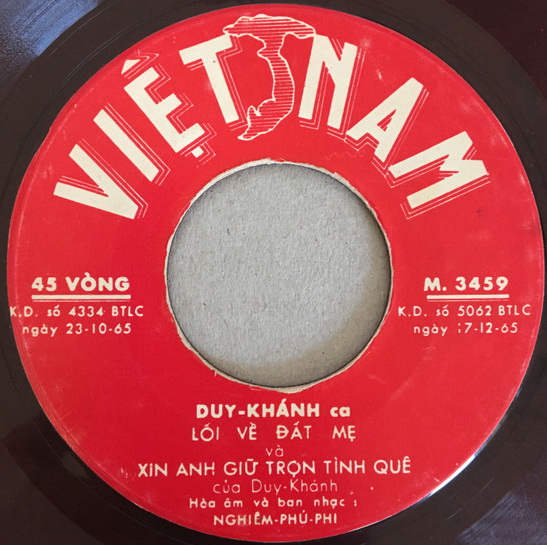 VIỆT NAM
45 VÒNG
K.D. số 4334 BTLC
ngày 23-10-65
M. 3459
K.D. số 5062 BTLC
ngày 17-12-65
DUY-KHÁNH ca
LỐI VỀ ĐẤT MẸ
và
XIN ANH GIỮ TRỌN TÌNH QUÊ
của Duy-Khánh
Hòa âm và ban nhạc :
NGHIÊM-PHÚ-PHI